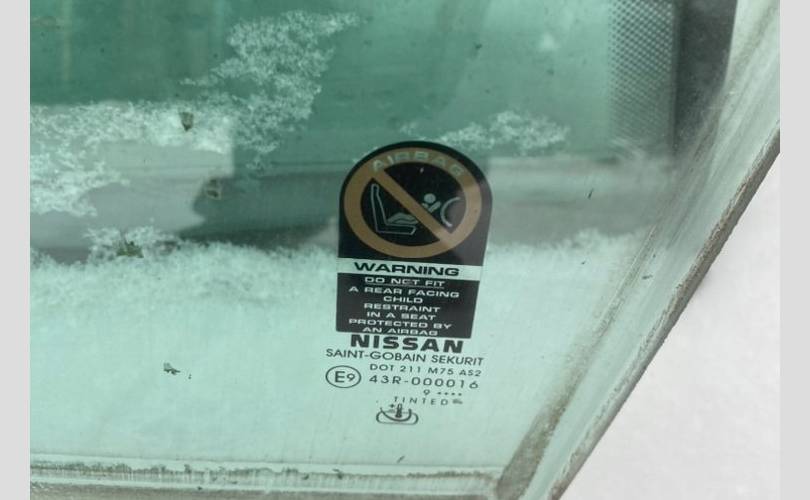 AIRBAG
WARNING
DO NOT FIT
A REAR FACING
CHILD
RESTRAINT
IN A SEAT
PROTECTED BY
AN AIRBAG
NISSAN
SAINT-GOBAIN SEKURIT
DOT 211 M75 AS2
E9 43R-000016
9 ••••
TINTED